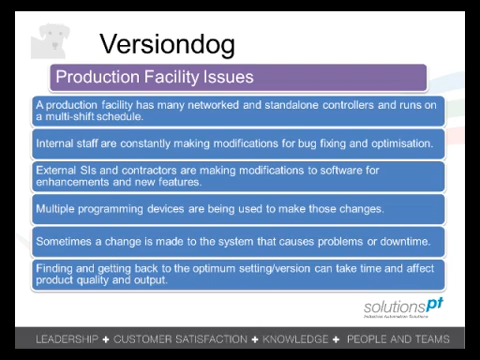 Versiondog
Production Facility Issues
A production facility has many networked and standalone controllers and runs on
a multi-shift schedule.
Internal staff are constantly making modifications for bug fixing and optimisation.
External SIs and contractors are making modifications to software for
enhancements and new features.
Multiple programming devices are being used to make those changes.
Sometimes a change is made to the system that causes problems or downtime.
Finding and getting back to the optimum setting/version can take time and affect
product quality and output.
solutionspt
Industrial Automation Solutions
LEADERSHIP + CUSTOMER SATISFACTION + KNOWLEDGE + PEOPLE AND TEAMS